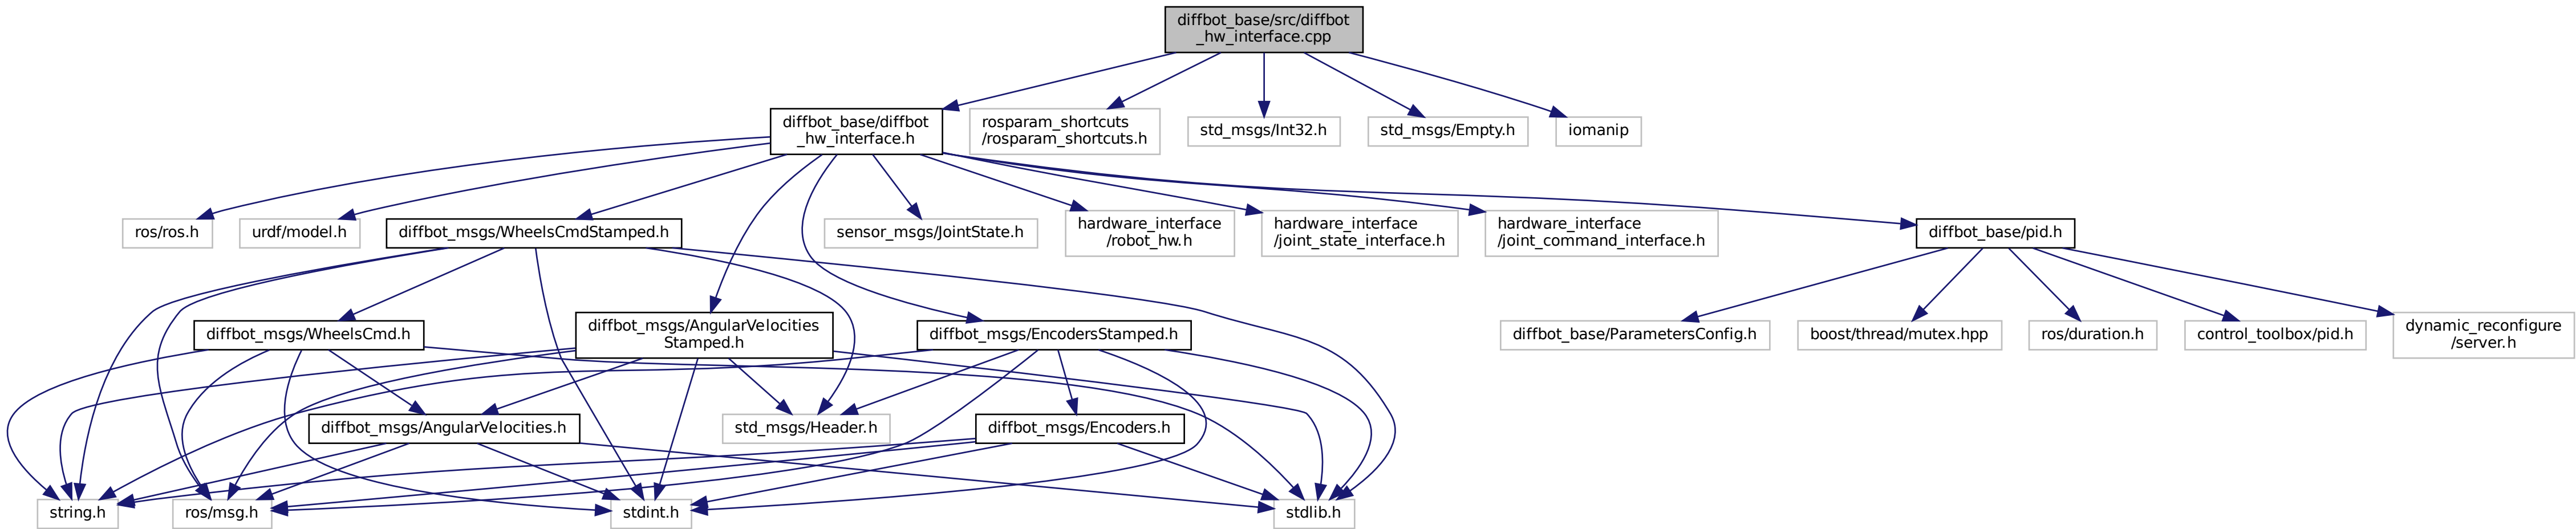 diffbot_base/src/diffbot
_hw_interface.cpp
diffbot_base/diffbot
_hw_interface.h
rosparam_shortcuts
/rosparam_shortcuts.h
std_msgs/Int32.h
std_msgs/Empty.h
iomanip
ros/ros.h
urdf/model.h
diffbot_msgs/WheelsCmdStamped.h
sensor_msgs/JointState.h
hardware_interface
/robot_hw.h
hardware_interface
/joint_state_interface.h
hardware_interface
/joint_command_interface.h
diffbot_base/pid.h
diffbot_msgs/WheelsCmd.h
diffbot_msgs/AngularVelocities
Stamped.h
diffbot_msgs/EncodersStamped.h
diffbot_base/ParametersConfig.h
boost/thread/mutex.hpp
ros/duration.h
control_toolbox/pid.h
dynamic_reconfigure
/server.h
diffbot_msgs/AngularVelocities.h
std_msgs/Header.h
diffbot_msgs/Encoders.h
string.h
ros/msg.h
stdint.h
stdlib.h